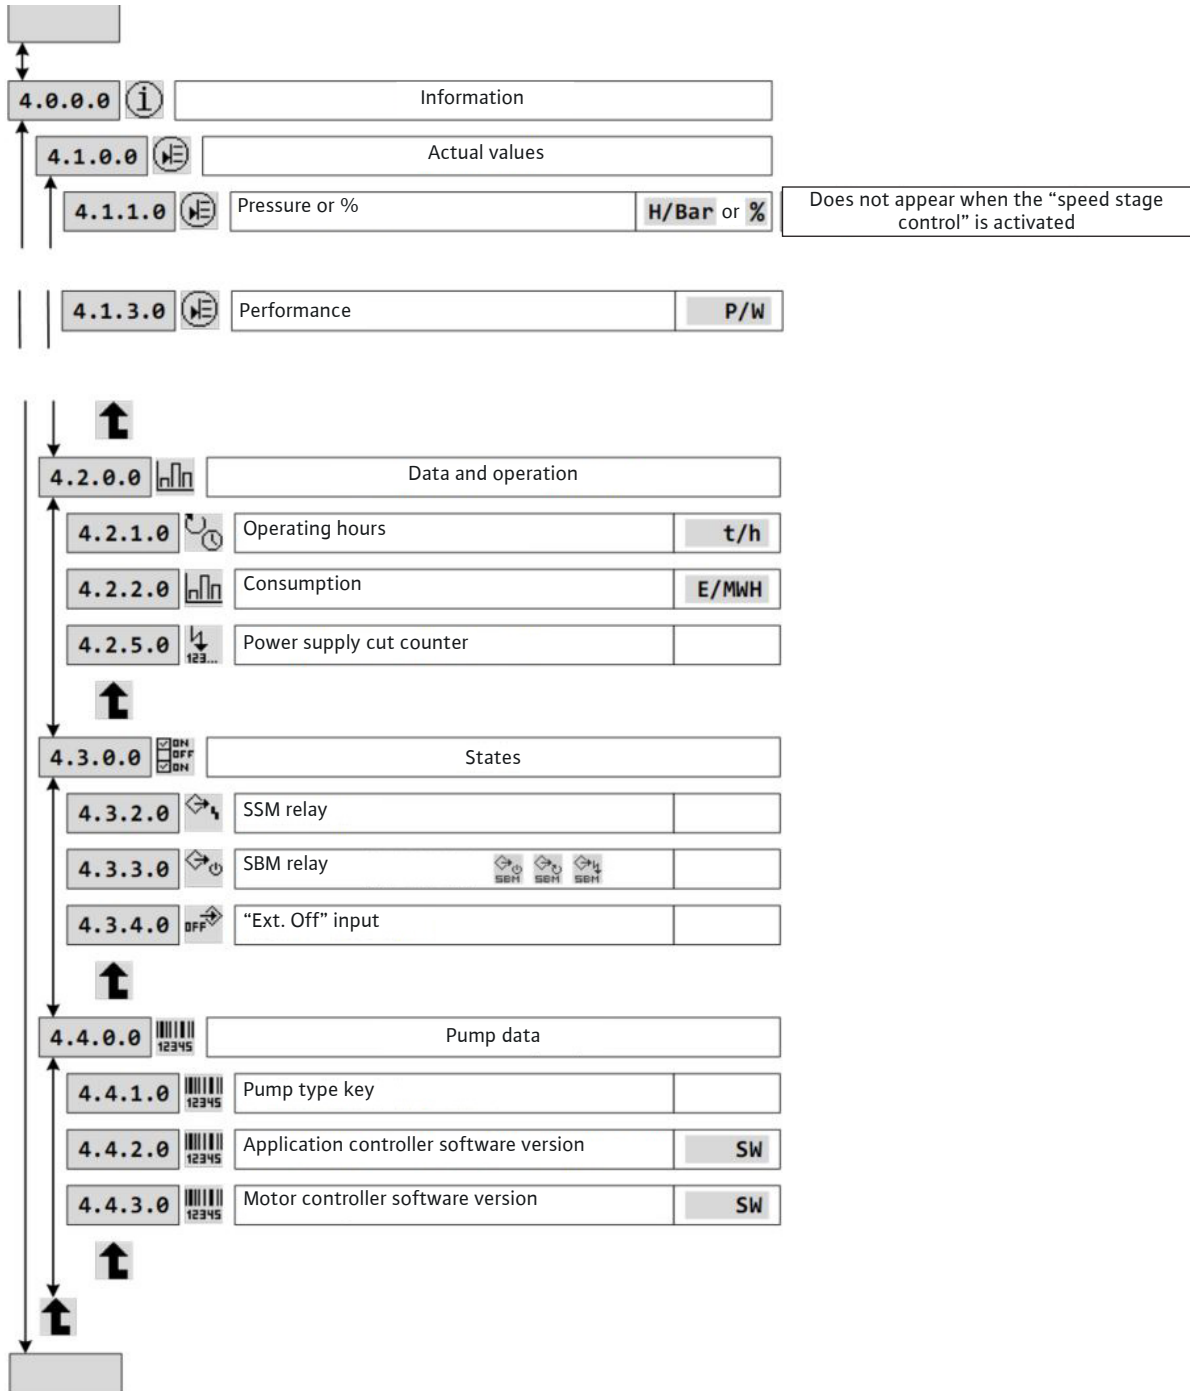 4.0.0.0 i Information
4.1.0.0 Actual values
4.1.1.0 Pressure or % H/Bar or % Does not appear when the “speed stage
control” is activated
4.1.3.0 Performance P/W
4.2.0.0 Data and operation
4.2.1.0 Operating hours t/h
4.2.2.0 Consumption E/MWH
4.2.5.0 123... Power supply cut counter
4.3.0.0 ON OFF ON States
4.3.2.0 SSM relay
4.3.3.0 SBM relay SBM SBM SBM
4.3.4.0 OFF “Ext. Off” input
4.4.0.0 12345 Pump data
4.4.1.0 12345 Pump type key
4.4.2.0 12345 Application controller software version SW
4.4.3.0 12345 Motor controller software version SW